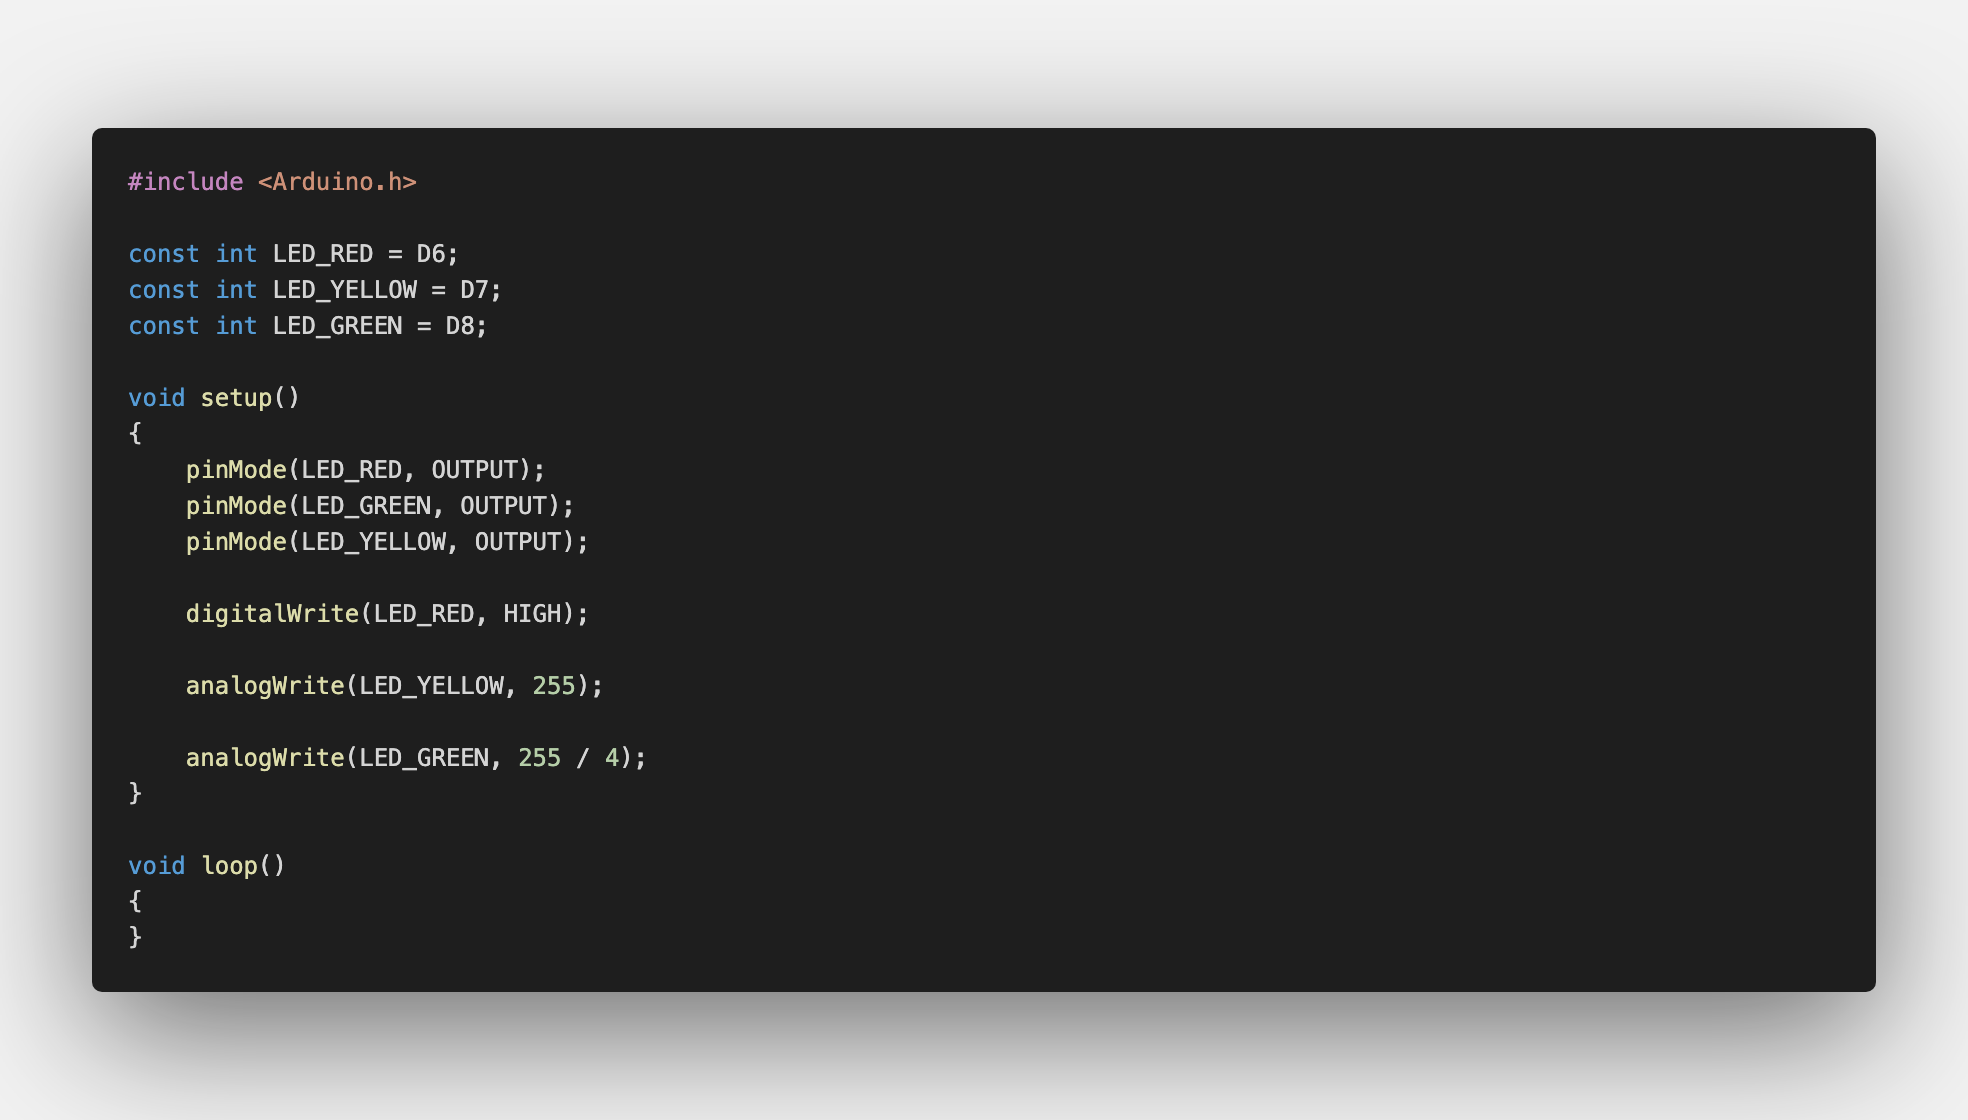 #include <Arduino.h>

const int LED_RED = D6;
const int LED_YELLOW = D7;
const int LED_GREEN = D8;

void setup()
{
    pinMode(LED_RED, OUTPUT);
    pinMode(LED_GREEN, OUTPUT);
    pinMode(LED_YELLOW, OUTPUT);

    digitalWrite(LED_RED, HIGH);

    analogWrite(LED_YELLOW, 255);

    analogWrite(LED_GREEN, 255 / 4);
}

void loop()
{
}